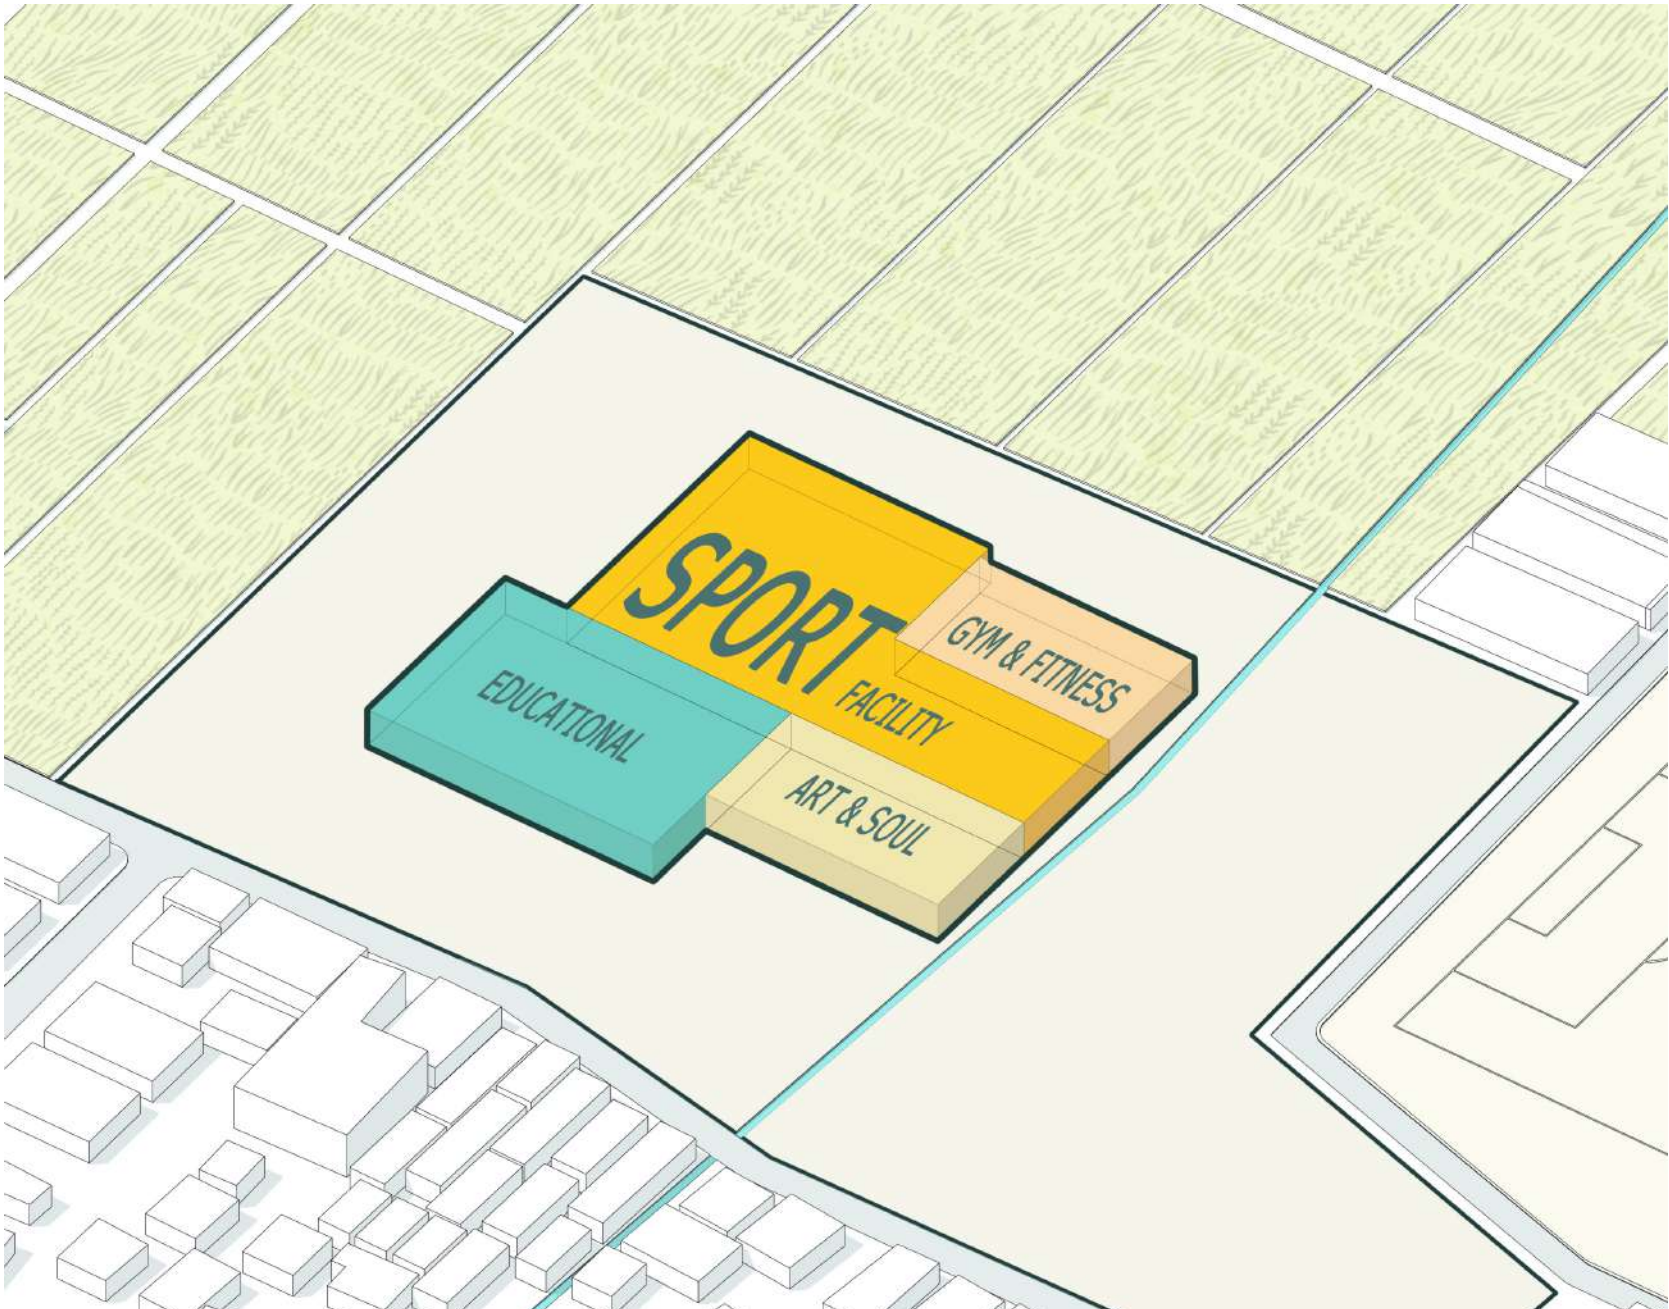 SPORT
FACILITY
GYM & FITNESS
EDUCATIONAL
ART & SOUL